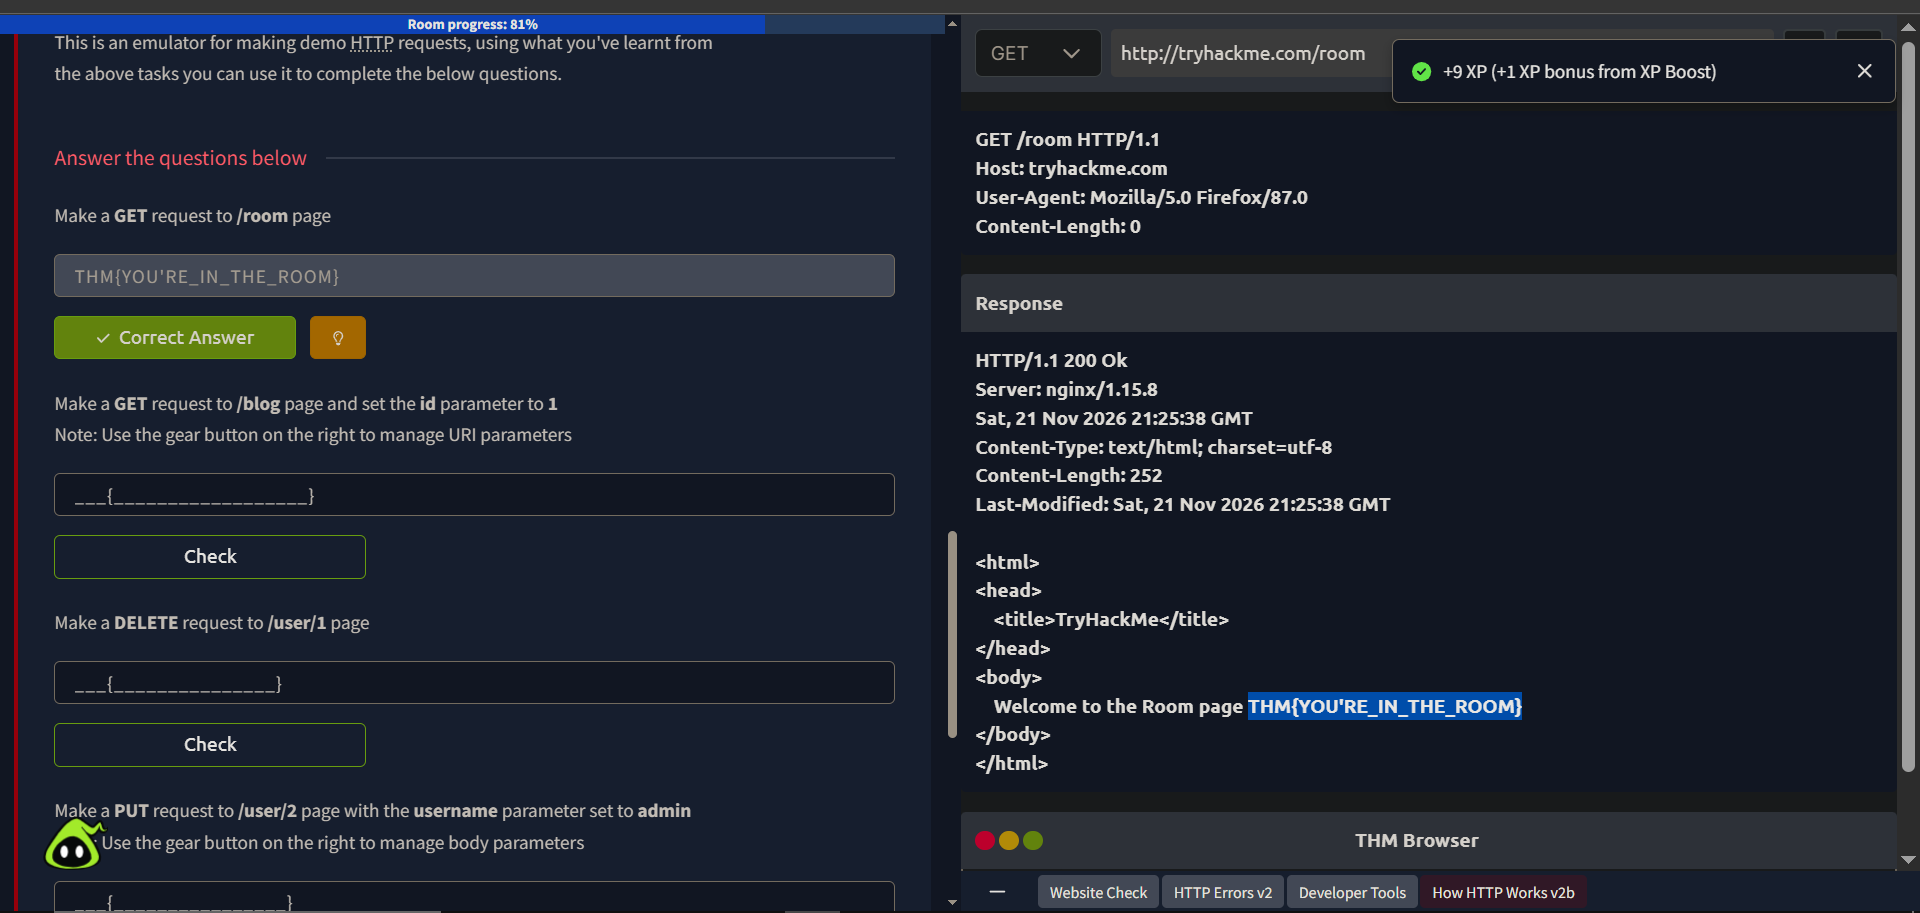 Room progress: 81%
This is an emulator for making demo HTTP requests, using what you've learnt from
the above tasks you can use it to complete the below questions.
Answer the questions below
Make a GET request to /room page
THM{YOU'RE_IN_THE_ROOM}
Correct Answer
Make a GET request to /blog page and set the id parameter to 1
Note: Use the gear button on the right to manage URI parameters
___{__________________}
Check
Make a DELETE request to /user/1 page
___{_______________}
Check
Make a PUT request to /user/2 page with the username parameter set to admin
Use the gear button on the right to manage body parameters
___{________________}
GET
http://tryhackme.com/room
+9 XP (+1 XP bonus from XP Boost)
GET /room HTTP/1.1
Host: tryhackme.com
User-Agent: Mozilla/5.0 Firefox/87.0
Content-Length: 0
Response
HTTP/1.1 200 Ok
Server: nginx/1.15.8
Sat, 21 Nov 2026 21:25:38 GMT
Content-Type: text/html; charset=utf-8
Content-Length: 252
Last-Modified: Sat, 21 Nov 2026 21:25:38 GMT
<html>
<head>
<title>TryHackMe</title>
</head>
<body>
Welcome to the Room page THM{YOU'RE_IN_THE_ROOM}
</body>
</html>
THM Browser
Website Check
HTTP Errors v2
Developer Tools
How HTTP Works v2b